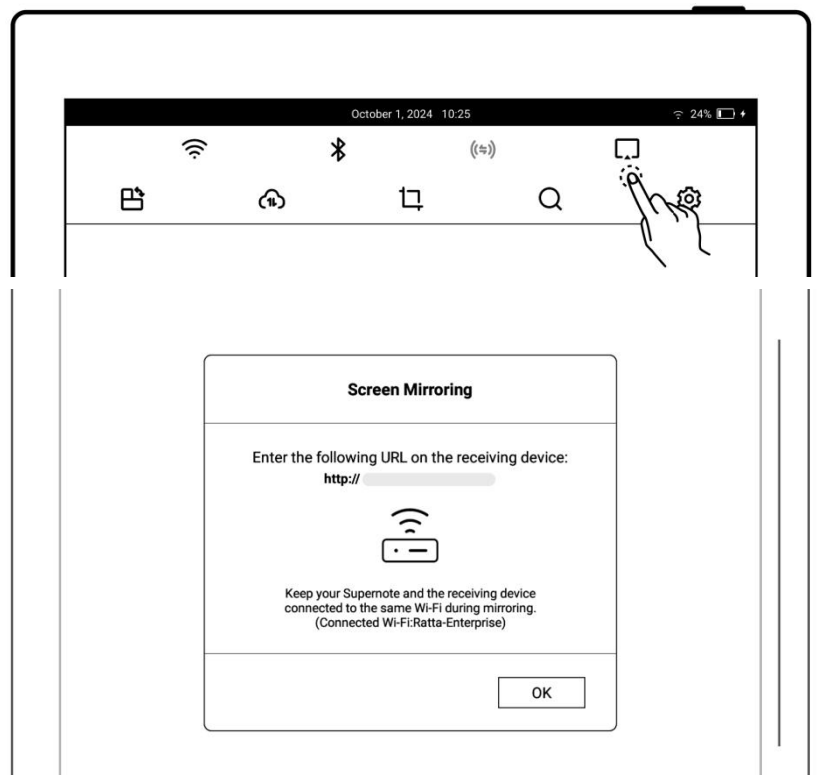 October 1, 2024 10:25
24%
Screen Mirroring
Enter the following URL on the receiving device:
http://
Keep your Supernote and the receiving device
connected to the same Wi-Fi during mirroring.
(Connected Wi-Fi:Ratta-Enterprise)
OK